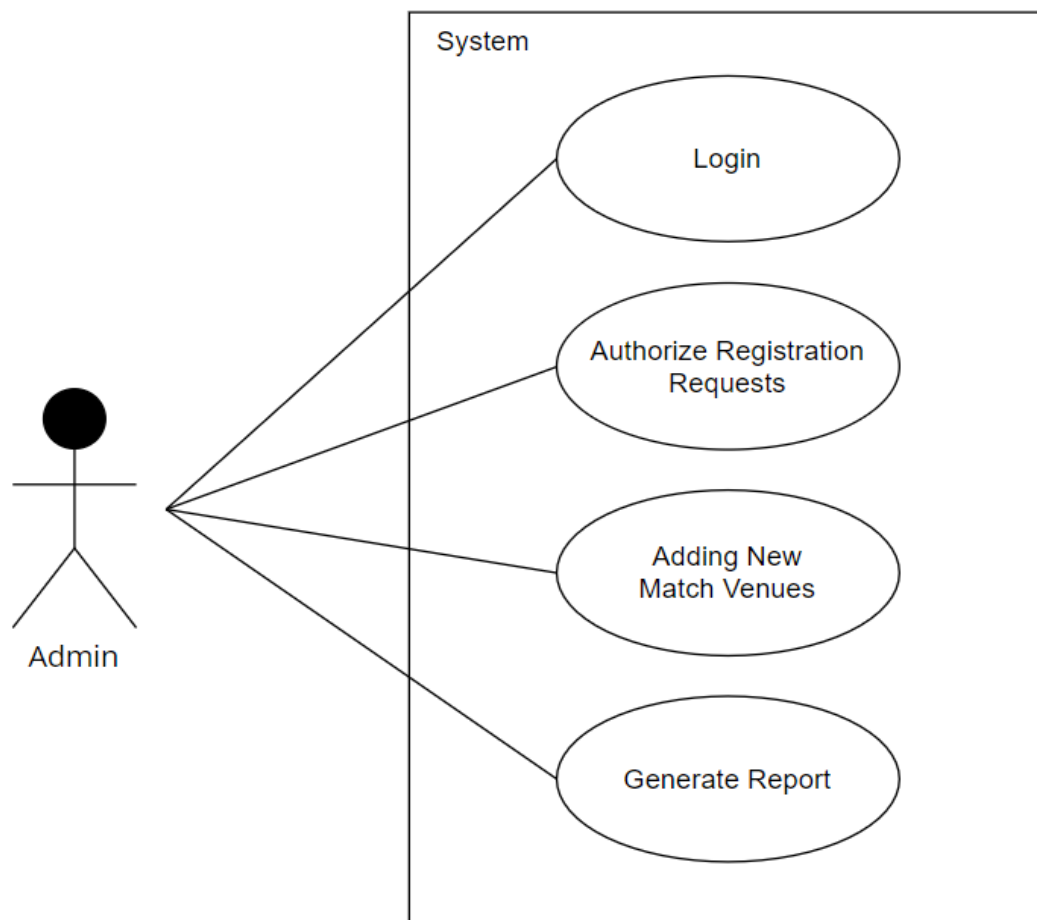 System
Login
Authorize Registration
Requests
Adding New
Match Venues
Admin
Generate Report